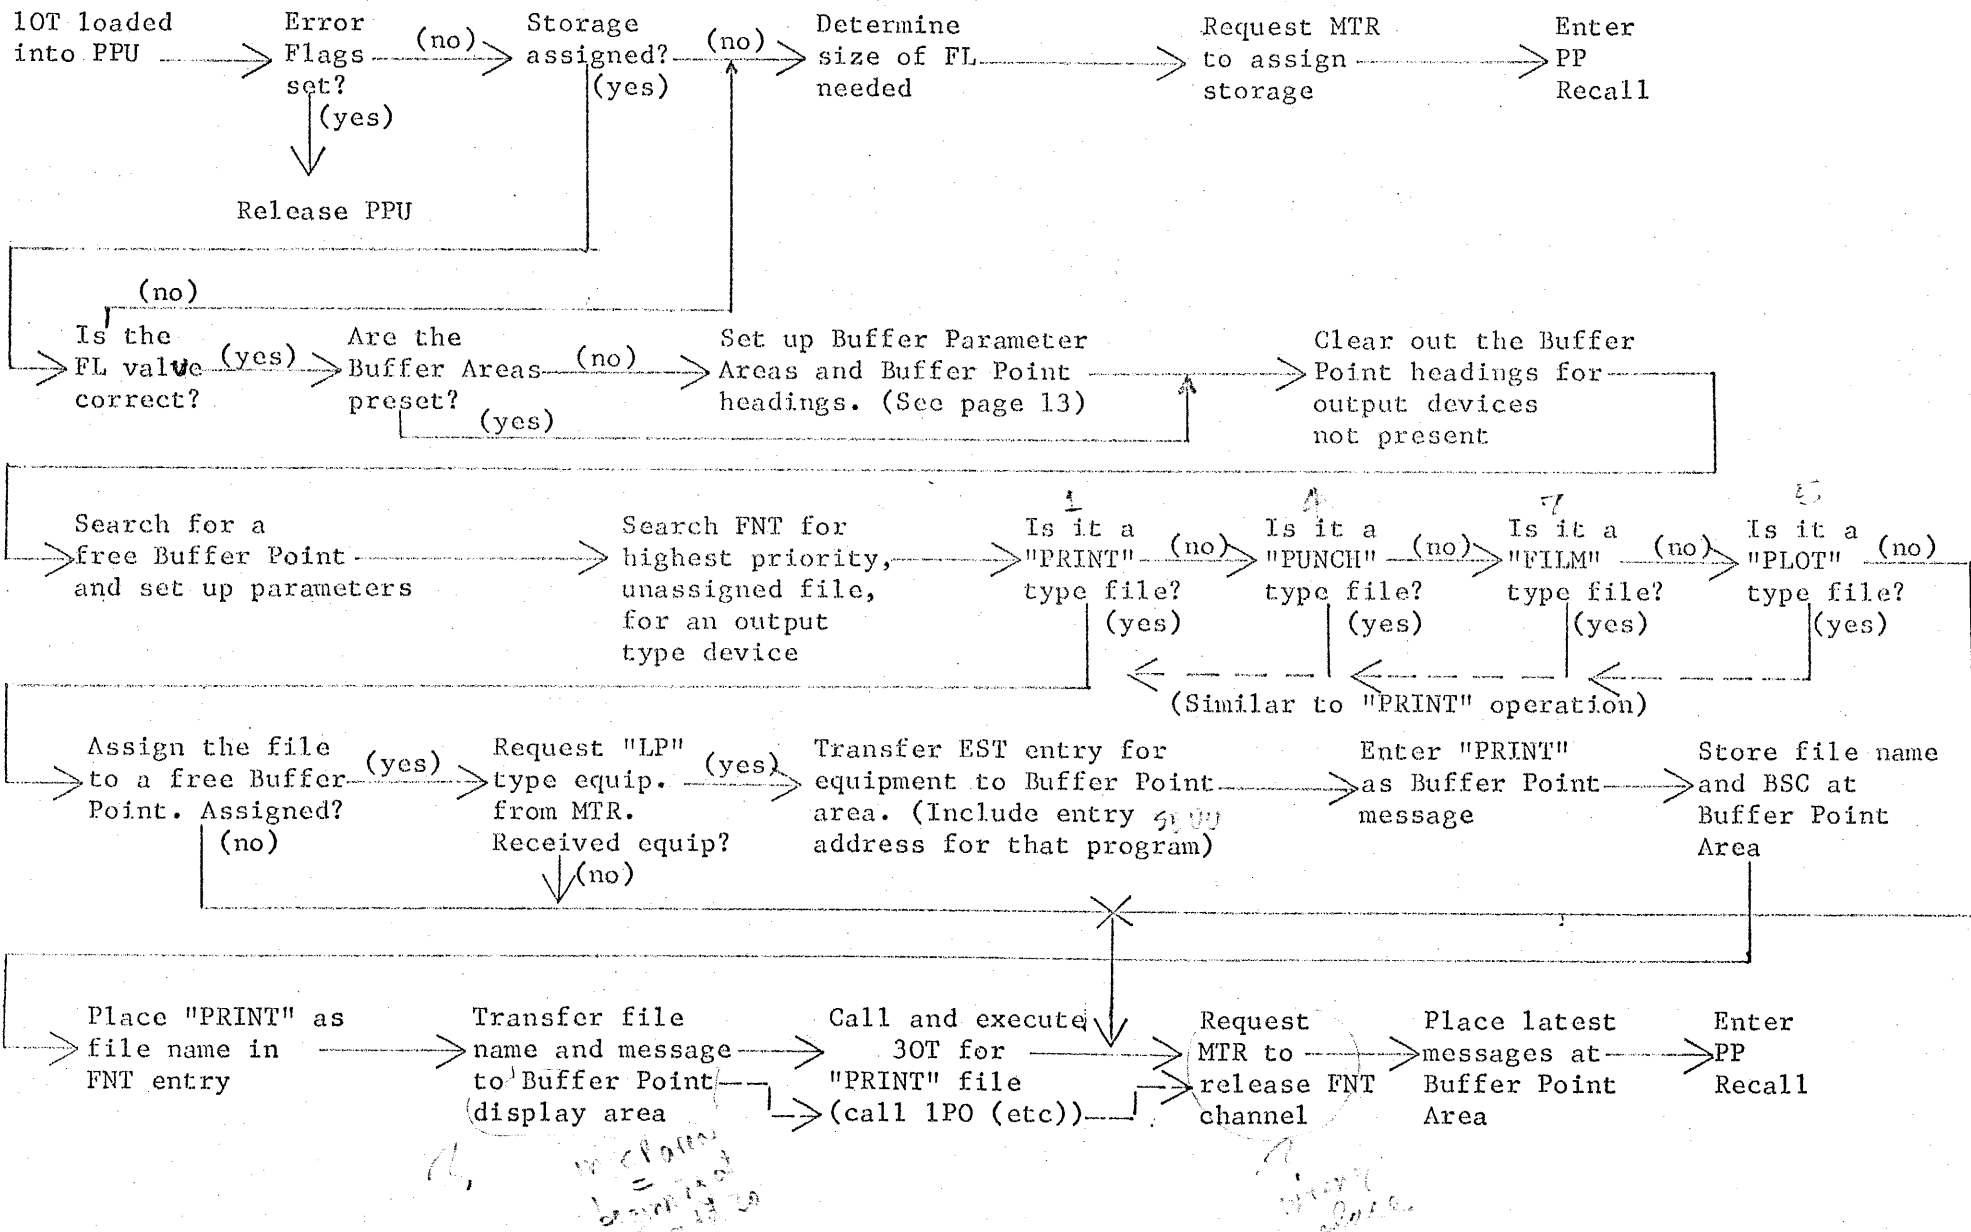 1OT loaded
into PPU
Error
Flags
set?
(no)
(yes)
Release PPU
Storage
assigned?
(no)
(yes)
Determine
size of FL
needed
Request MTR
to assign
storage
Enter
PP
Recall
(no)
Is the
FL value
correct?
(yes)
Are the
Buffer Areas
preset?
(no)
(yes)
Set up Buffer Parameter
Areas and Buffer Point
headings. (See page 13)
Clear out the Buffer
Point headings for
output devices
not present
Search for a
free Buffer Point
and set up parameters
Search FNT for
highest priority,
unassigned file,
for an output
type device
1
Is it a
"PRINT"
type file?
(no)
(yes)
4
Is it a
"PUNCH"
type file?
(no)
(yes)
7
Is it a
"FILM"
type file?
(no)
(yes)
Is it a
"PLOT"
type file?
(no)
(yes)
(Similar to "PRINT" operation)
Assign the file
to a free Buffer
Point. Assigned?
(yes)
(no)
Request "LP"
type equip.
from MTR.
Received equip?
(yes)
(no)
Transfer EST entry for
equipment to Buffer Point
area. (Include entry
address for that program)
Enter "PRINT"
as Buffer Point
message
Store file name
and BSC at
Buffer Point
Area
Place "PRINT" as
file name in
FNT entry
Transfer file
name and message
to Buffer Point
display area
Call and execute
3OT for
"PRINT" file
(call 1PO (etc))
Request
MTR to
release FNT
channel
Place latest
messages at
Buffer Point
Area
Enter
PP
Recall
wrong
place